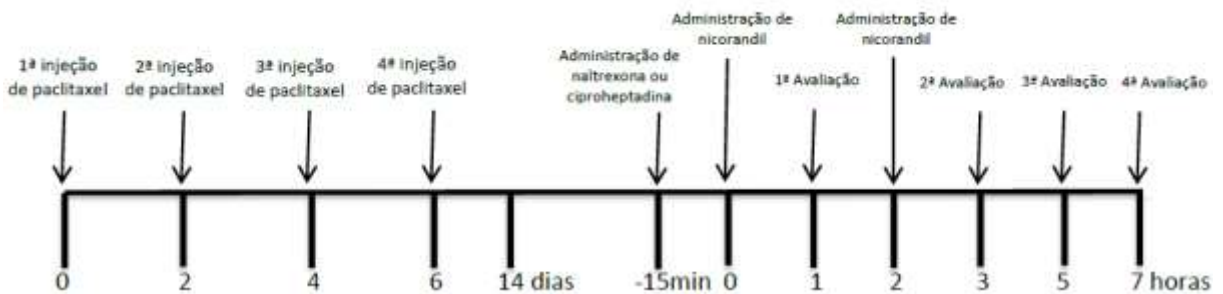 1ª injeção
de paclitaxel
2ª injeção
de paclitaxel
3ª injeção
de paclitaxel
4ª injeção
de paclitaxel
Administração de
naltrexona ou
ciproheptadina
Administração de
nicorandil
1ª Avaliação
Administração de
nicorandil
2ª Avaliação
3ª Avaliação
4ª Avaliação
0 2 4 6 14 dias -15min 0 1 2 3 5 7 horas